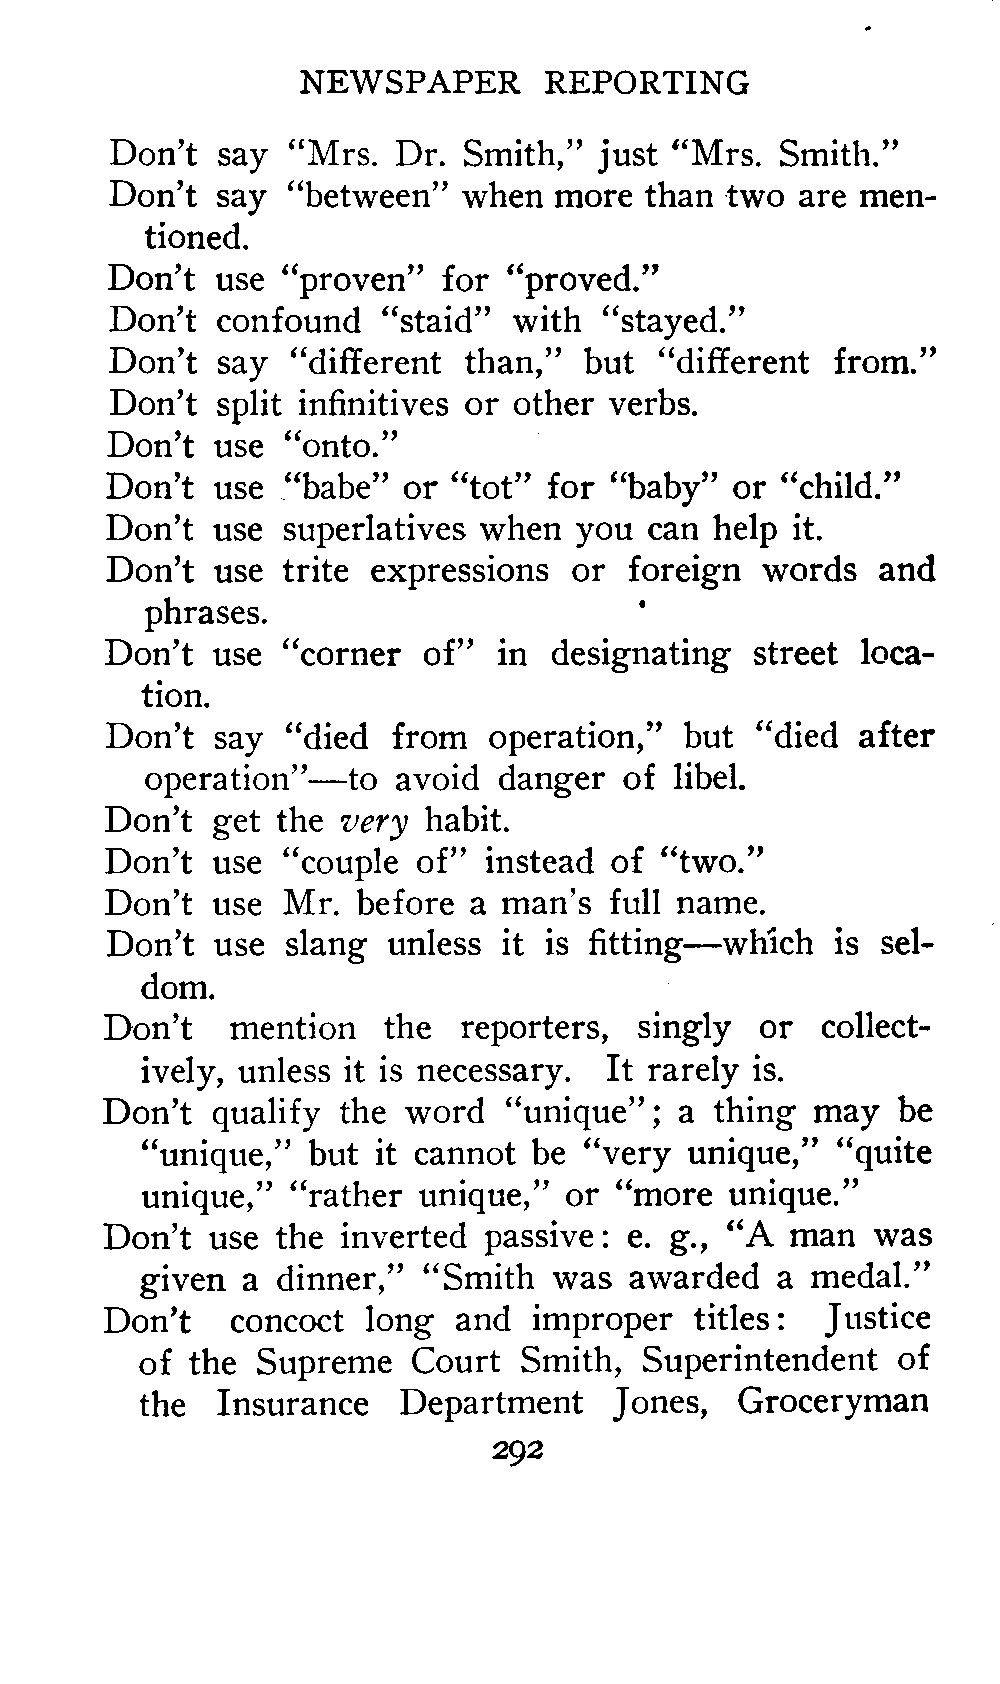 NEWSPAPER REPORTING
Don't say “Mrs. Dr. Smith,” just “Mrs. Smith.”
Don't say “between” when more than two are men-
tioned.
Don't use “proven” for “proved.”
Don't confound “staid” with “stayed.”
Don't say “different than,” but “different from.”
Don't split infinitives or other verbs.
Don't use “onto.”
Don't use “babe” or “tot” for “baby” or “child.”
Don't use superlatives when you can help it.
Don't use trite expressions or foreign words and
phrases.
Don't use “corner of” in designating street loca-
tion.
Don't say “died from operation,” but “died after
operation”—to avoid danger of libel.
Don't get the very habit.
Don't use “couple of” instead of “two.”
Don't use Mr. before a man's full name.
Don't use slang unless it is fitting—which is sel-
dom.
Don't mention the reporters, singly or collect-
ively, unless it is necessary. It rarely is.
Don't qualify the word “unique”; a thing may be
“unique,” but it cannot be “very unique,” “quite
unique,” “rather unique,” or “more unique.”
Don't use the inverted passive: e. g., “A man was
given a dinner,” “Smith was awarded a medal.”
Don't concoct long and improper titles: Justice
of the Supreme Court Smith, Superintendent of
the Insurance Department Jones, Groceryman
292